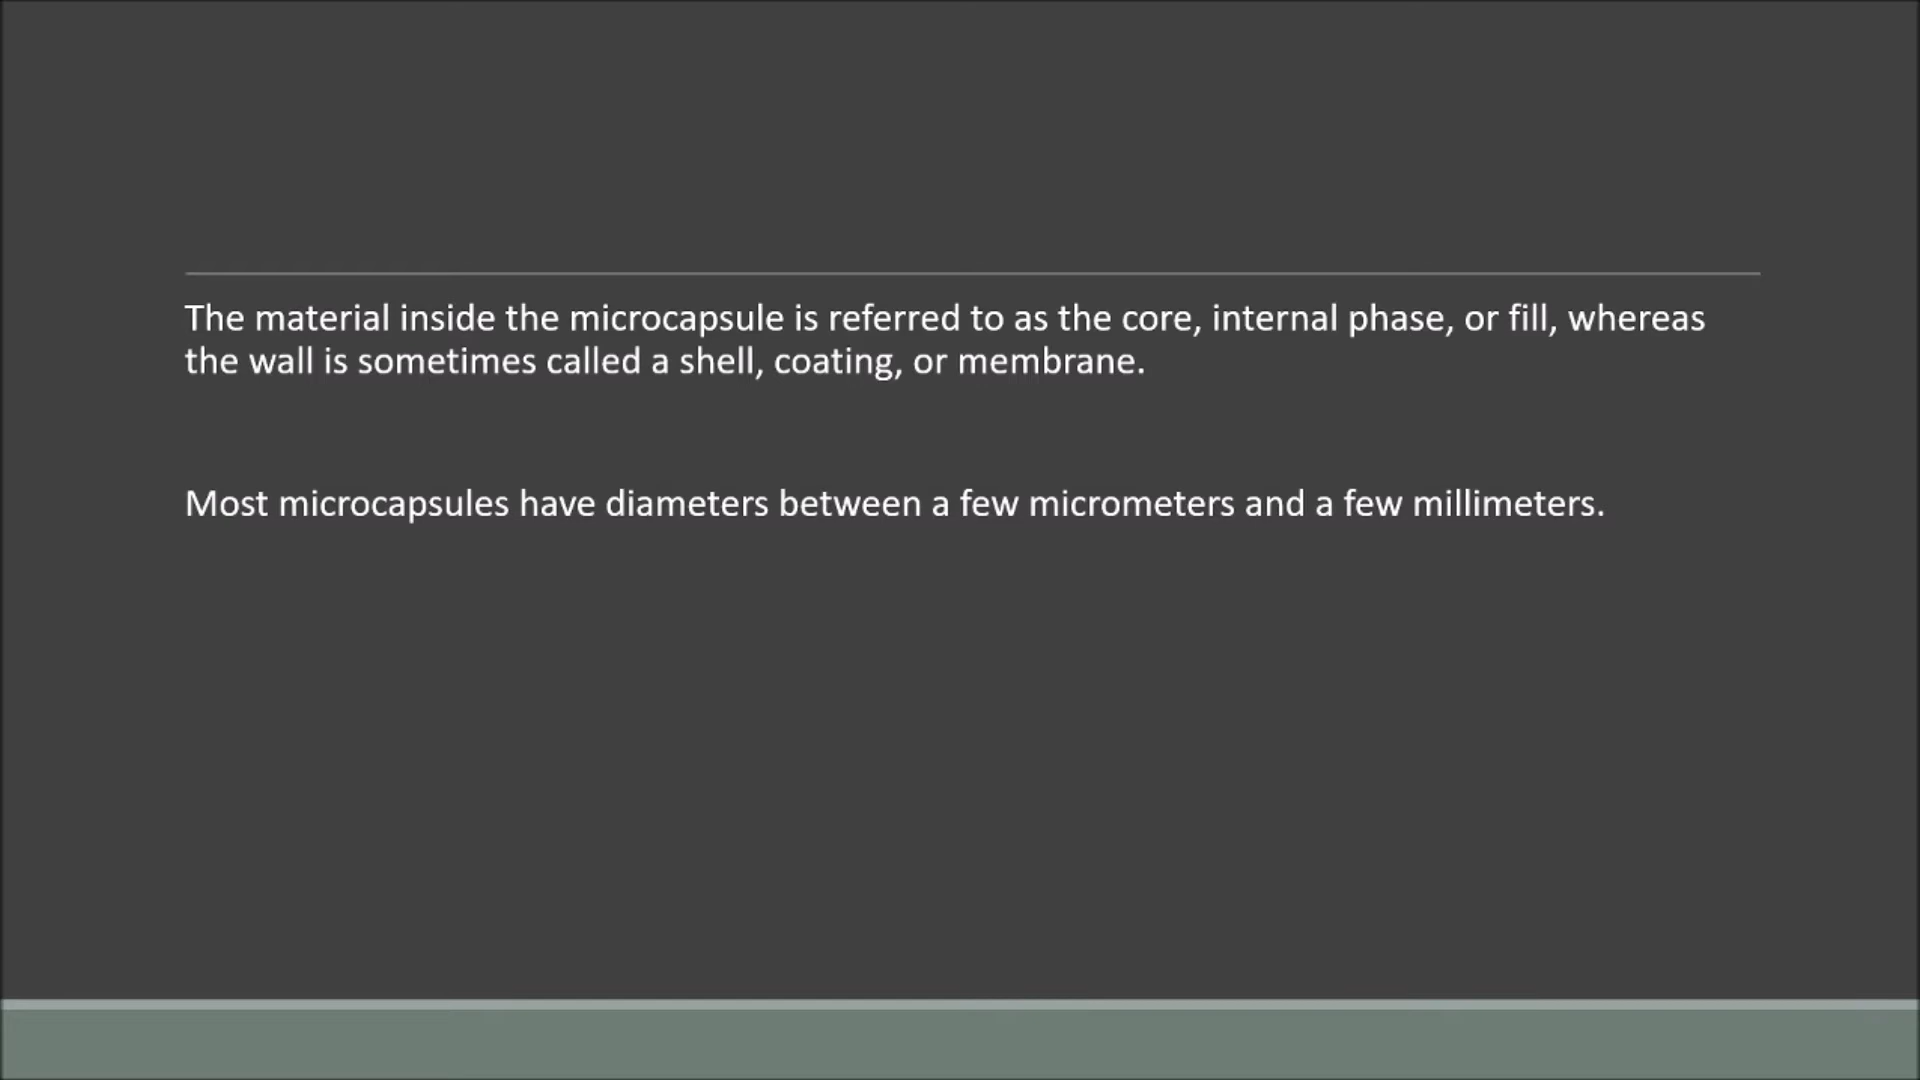 The material inside the microcapsule is referred to as the core, internal phase, or fill, whereas
the wall is sometimes called a shell, coating, or membrane.
Most microcapsules have diameters between a few micrometers and a few millimeters.